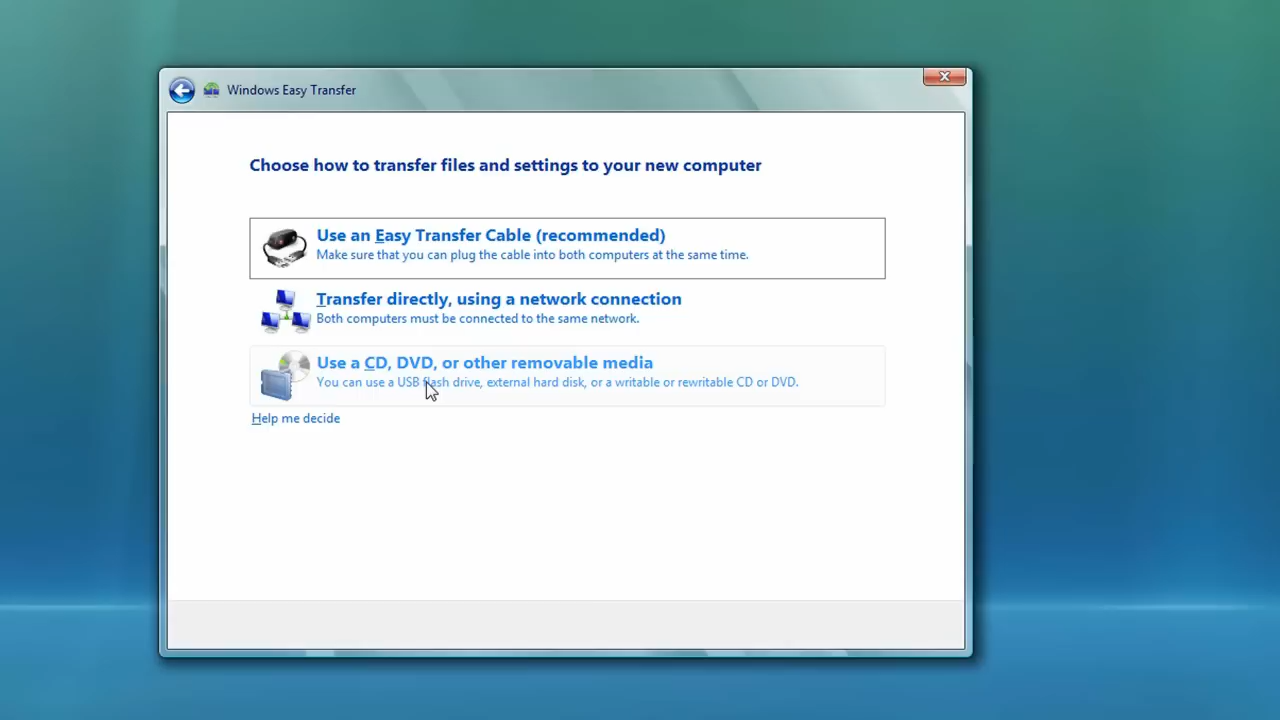 Windows Easy Transfer
Choose how to transfer files and settings to your new computer
Use an Easy Transfer Cable (recommended)
Make sure that you can plug the cable into both computers at the same time.
Transfer directly, using a network connection
Both computers must be connected to the same network.
Use a CD, DVD, or other removable media
You can use a USB flash drive, external hard disk, or a writable or rewritable CD or DVD.
Help me decide